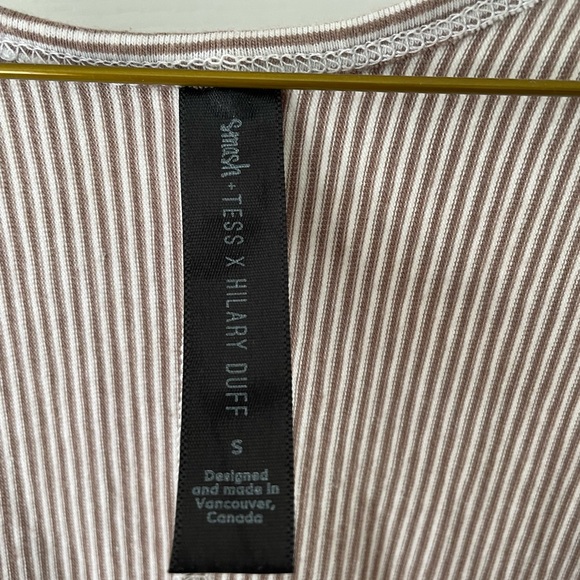 smash + TESS X HILARY DUFF
S
Designed
and made in
Vancouver,
Canada